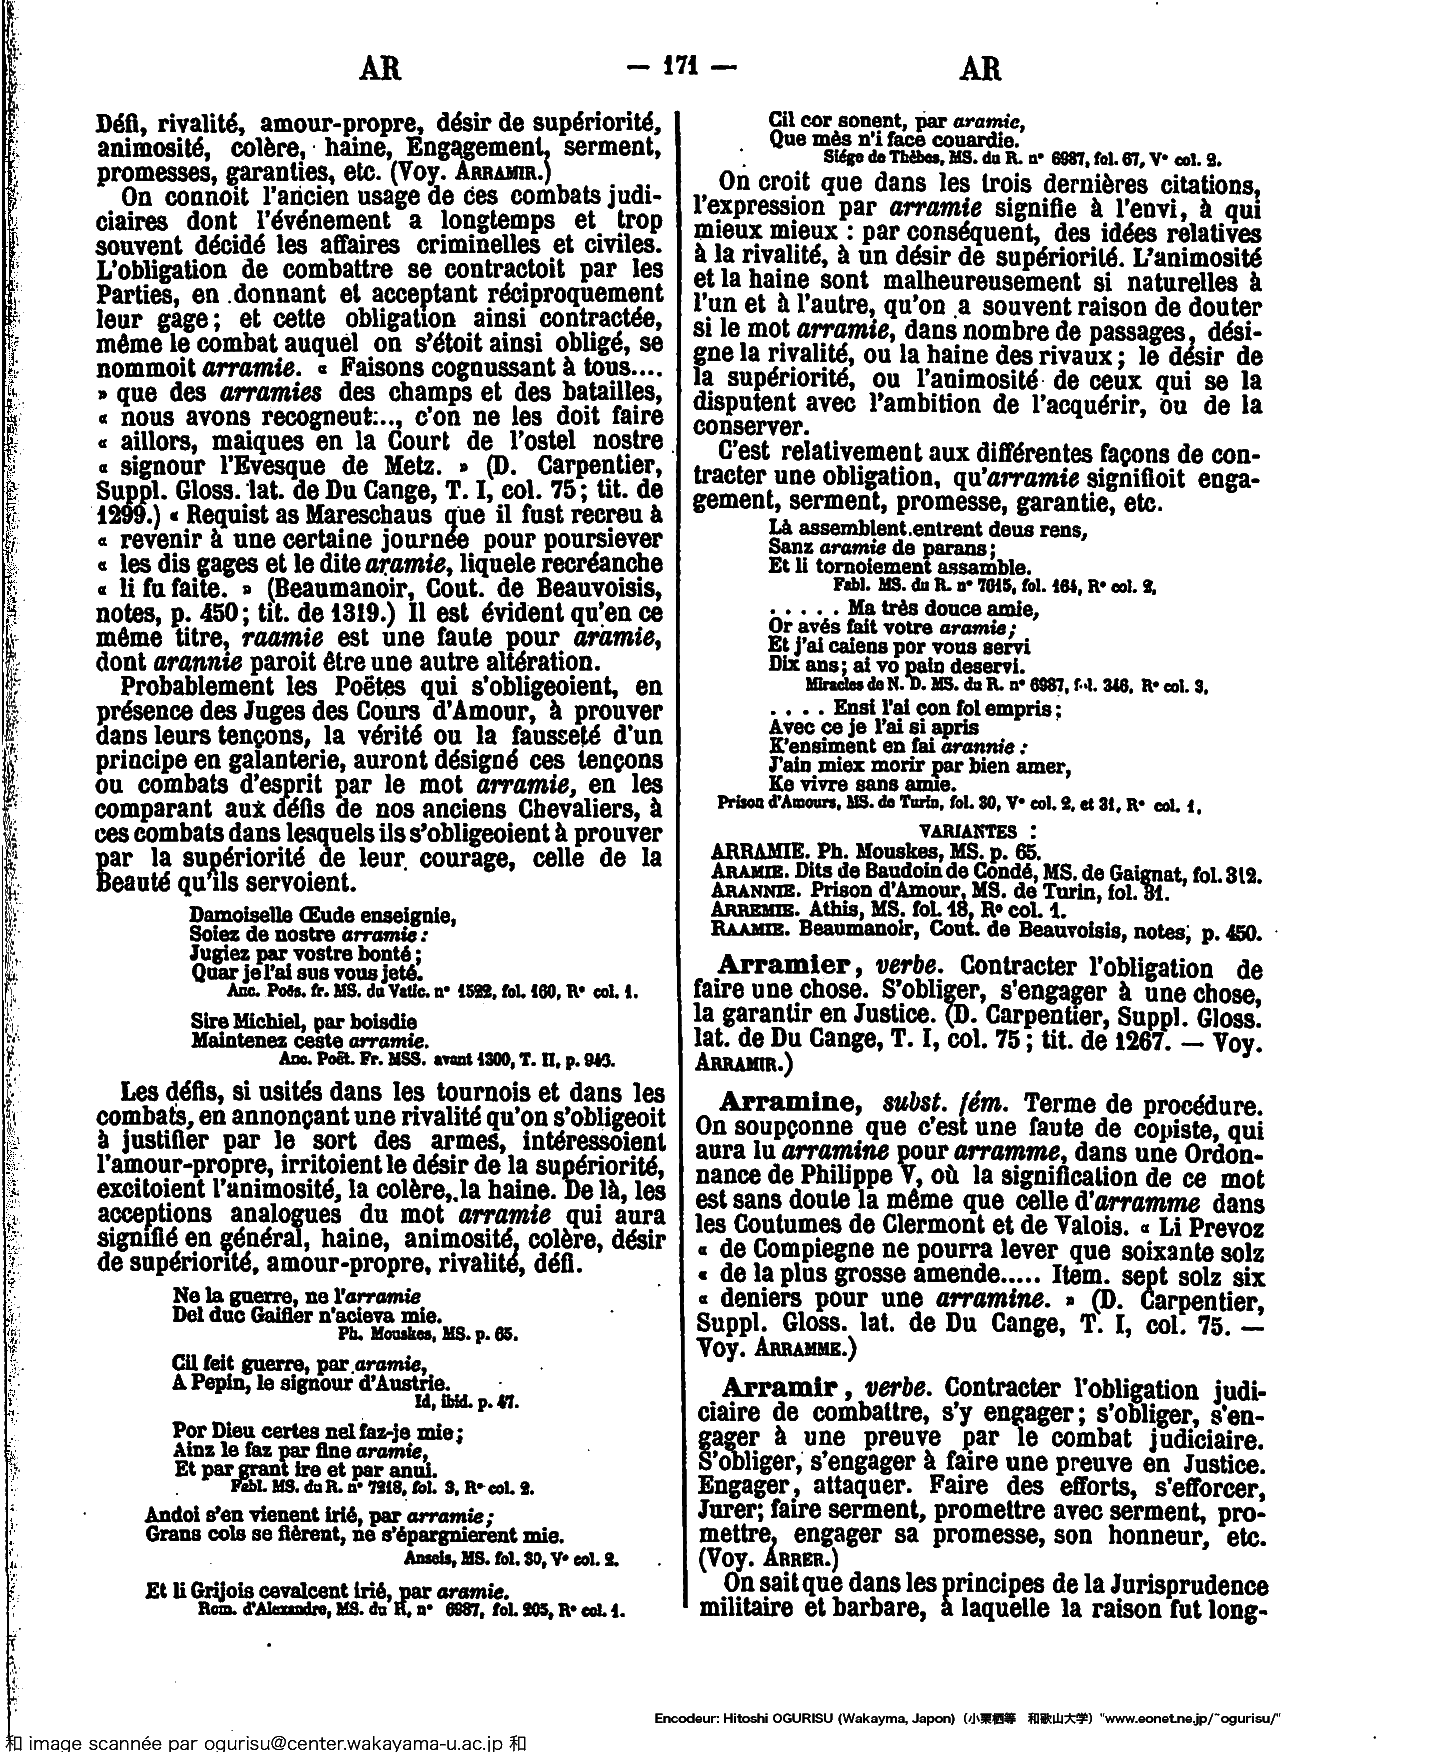 AR
— 171 —
AR
Défi, rivalité, amour-propre, désir de supériorité,
animosité, colère, haine, Engagement, serment,
promesses, garanties, etc. (Voy. ARRAMIR.)
On connoit l'ancien usage de ces combats judi-
ciaires dont l'événement a longtemps et trop
souvent décidé les affaires criminelles et civiles.
L'obligation de combattre se contractoit par les
Parties, en donnant et acceptant réciproquement
leur gage; et cette obligation ainsi contractée,
même le combat auquel on s'étoit ainsi obligé, se
nommoit arramie. « Faisons cognussant à tous....
» que des arramies des champs et des batailles,
« nous avons recogneut..., c'on ne les doit faire
« aillors, maiques en la Court de l'ostel nostre
« signour l'Evesque de Metz. » (D. Carpentier,
Suppl. Gloss. lat. de Du Cange, T. I, col. 75; tit. de
1299.) « Requist as Mareschaus que il fust recreu à
« revenir à une certaine journée pour poursiever
« les dis gages et le dite aramie, liquele recréanche
« li fu faite. » (Beaumanoir, Cout. de Beauvoisis,
notes, p. 450; tit. de 1319.) Il est évident qu'en ce
même titre, raamie est une faute pour aramie,
dont arannie paroit être une autre altération.
Probablement les Poëtes qui s'obligeoient, en
présence des Juges des Cours d'Amour, à prouver
dans leurs tençons, la vérité ou la fausseté d'un
principe en galanterie, auront désigné ces tençons
ou combats d'esprit par le mot arramie, en les
comparant aux défis de nos anciens Chevaliers, à
ces combats dans lesquels ils s'obligeoient à prouver
par la supériorité de leur courage, celle de la
Beauté qu'ils servoient.
Damoiselle Œude enseignie,
Soiez de nostre arramie:
Jugiez par vostre bonté;
Quar je l'ai sus vous jeté.
Anc. Poës. fr. MS. du Vatic. n° 1522, fol. 160, R° col. 1.
Sire Michiel, par boisdie
Maintenez ceste arramie.
Anc. Poët. Fr. MSS. avant 1300, T. II, p. 943.
Les défis, si usités dans les tournois et dans les
combats, en annonçant une rivalité qu'on s'obligeoit
à justifier par le sort des armes, intéressoient
l'amour-propre, irritoient le désir de la supériorité,
excitoient l'animosité, la colère, la haine. De là, les
acceptions analogues du mot arramie qui aura
signifié en général, haine, animosité, colère, désir
de supériorité, amour-propre, rivalité, défi.
Ne la guerre, ne l'arramie
Del duc Gaifier n'acieva mie.
Ph. Mouskes, MS. p. 65.
Cil feit guerre, par aramie,
A Pepin, le signour d'Austrie.
Id, ibid. p. 47.
Por Dieu certes nel faz-je mie;
Ainz le faz par fine aramie,
Et par grant ire et par anui.
Fabl. MS. du R. n° 7218, fol. 3, R° col. 2.
Andoi s'en vienent irié, par arramie;
Grans cols se fièrent, ne s'épargnierent mie.
Anseis, MS. fol. 30, V° col. 2.
Et li Grijois cevalcent irié, par aramie.
Rom. d'Alexandre, MS. du R, n° 6987, fol. 205, R° col. 1.
Cil cor sonent, par aramie,
Que mès n'i face couardie.
Siége de Thèbes, MS. du R. n° 6987, fol. 67, V° col. 2.
On croit que dans les trois dernières citations,
l'expression par arramie signifie à l'envi, à qui
mieux mieux : par conséquent, des idées relatives
à la rivalité, à un désir de supériorité. L'animosité
et la haine sont malheureusement si naturelles à
l'un et à l'autre, qu'on a souvent raison de douter
si le mot arramie, dans nombre de passages, dési-
gne la rivalité, ou la haine des rivaux; le désir de
la supériorité, ou l'animosité de ceux qui se la
disputent avec l'ambition de l'acquérir, ou de la
conserver.
C'est relativement aux différentes façons de con-
tracter une obligation, qu'arramie signifioit enga-
gement, serment, promesse, garantie, etc.
Là assemblent entrent deus rens,
Sanz aramie de parans;
Et li tornoiement assamble.
Fabl. MS. du R. n° 7615, fol. 164, R° col. 2,
..... Ma très douce amie,
Or avés fait votre aramie;
Et j'ai caiens por vous servi
Dix ans; ai vo pain deservi.
Miracles de N. D. MS. du R. n° 6987, fol. 346, R° col. 3.
.... Ensi l'ai con fol empris;
Avec ce je l'ai si apris
K'ensiment en fai arannie:
J'ain miex morir par bien amer,
Ke vivre sans amie.
Prison d'Amours, MS. de Turin, fol. 30, V° col. 2, et 31, R° col. 1.
VARIANTES :
ARRAMIE. Ph. Mouskes, MS. p. 65.
ARAMIE. Dits de Baudoin de Condé, MS. de Gaignat, fol. 312.
ARANNIE. Prison d'Amour, MS. de Turin, fol. 31.
ARREMIE. Athis, MS. fol. 18, R° col. 1.
RAAMIE. Beaumanoir, Cout. de Beauvoisis, notes, p. 450.
Arramier, verbe. Contracter l'obligation de
faire une chose. S'obliger, s'engager à une chose,
la garantir en Justice. (D. Carpentier, Suppl. Gloss.
lat. de Du Cange, T. I, col. 75; tit. de 1267. — Voy.
ARRAMIR.)
Arramine, subst. fém. Terme de procédure.
On soupçonne que c'est une faute de copiste, qui
aura lu arramine pour arramme, dans une Ordon-
nance de Philippe V, où la signification de ce mot
est sans doute la même que celle d'arramme dans
les Coutumes de Clermont et de Valois. « Li Prevoz
« de Compiegne ne pourra lever que soixante solz
« de la plus grosse amende..... Item. sept solz six
« deniers pour une arramine. » (D. Carpentier,
Suppl. Gloss. lat. de Du Cange, T. I, col. 75. —
Voy. ARRAMME.)
Arramir, verbe. Contracter l'obligation judi-
ciaire de combattre, s'y engager; s'obliger, s'en-
gager à une preuve par le combat judiciaire.
S'obliger, s'engager à faire une preuve en Justice.
Engager, attaquer. Faire des efforts, s'efforcer,
Jurer; faire serment, promettre avec serment, pro-
mettre, engager sa promesse, son honneur, etc.
(Voy. ARRER.)
On sait que dans les principes de la Jurisprudence
militaire et barbare, à laquelle la raison fut long-
Encodeur: Hitoshi OGURISU (Wakayma, Japon) (小栗栖等 和歌山大学) "www.eonet.ne.jp/~ogurisu/"
和 image scannée par ogurisu@center.wakayama-u.ac.jp 和